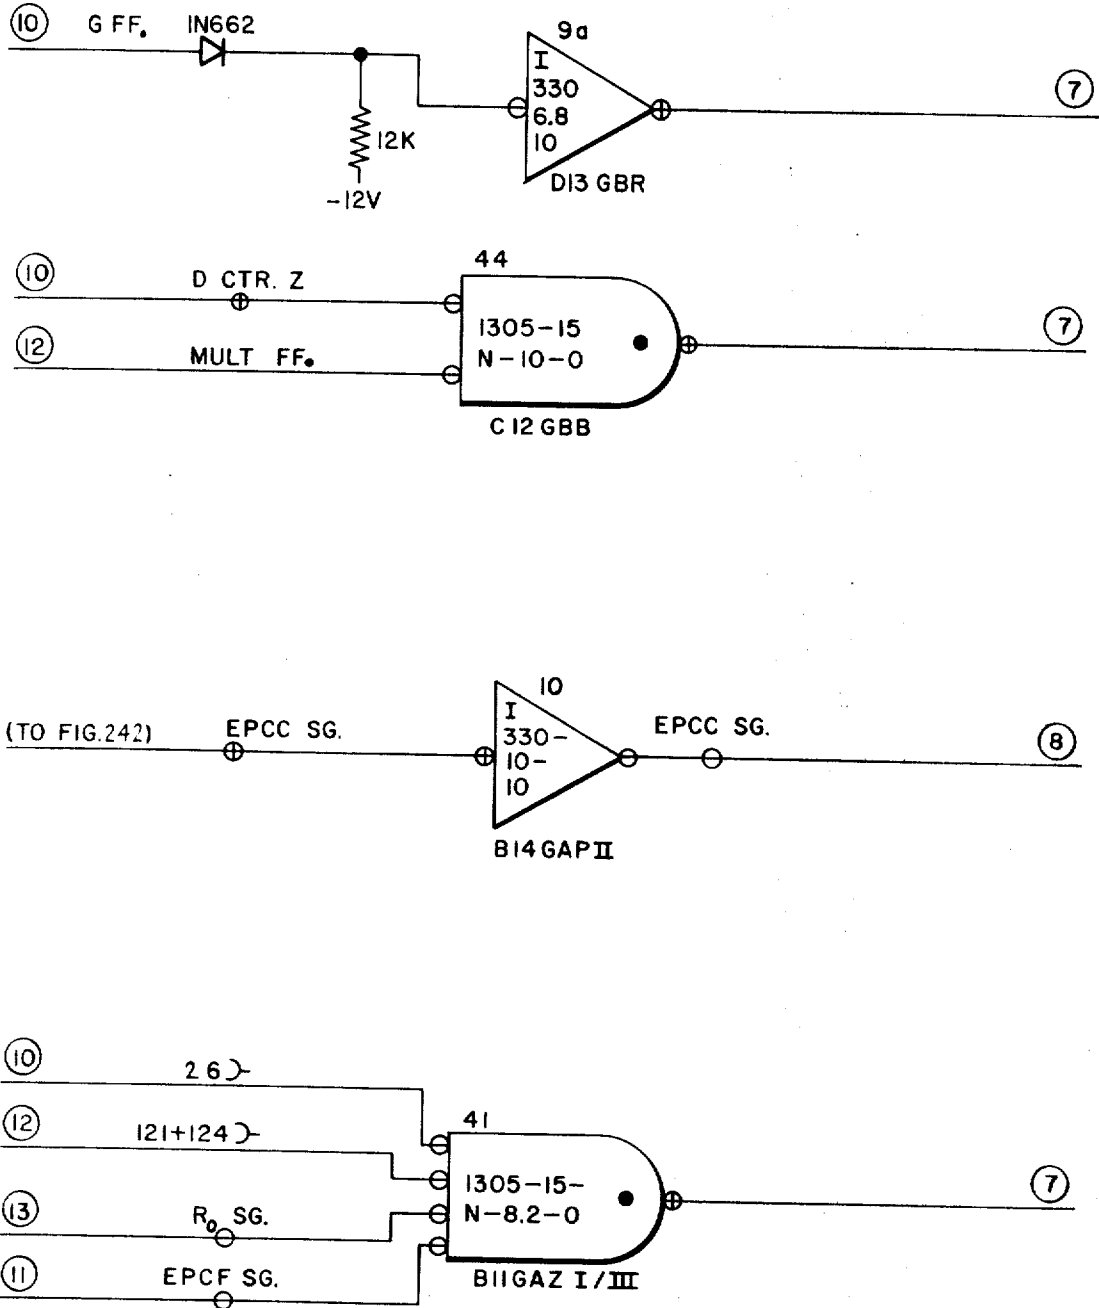 10 G FF. IN662
9a
I
330
6.8
10
7
12K
-12V
D13 GBR
10 D CTR. Z
44
1305-15
N-10-0
7
12 MULT FF.
C12 GBB
(TO FIG.242) EPCC SG.
10
I
330-
10-
10
EPCC SG.
8
B14 GAP II
10 26
12 121+124
41
1305-15-
N-8.2-0
7
13 R0 SG.
11 EPCF SG.
B11GAZ I/III